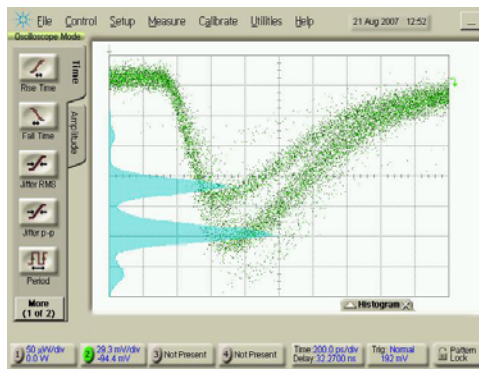 File Control Setup Measure Calibrate Utilities Help 21 Aug 2007 12:52
Oscilloscope Mode
Time
Amplitude
Rise Time
Fall Time
Jitter RMS
Jitter p-p
Period
More
(1 of 2)
Histogram
1 50 µW/div
0.0 W
2 29.3 mV/div
-94.4 mV
3 Not Present
4 Not Present
Time:200.0 ps/div
Delay:32.2700 ns
Trig: Normal
192 mV
Pattern
Lock